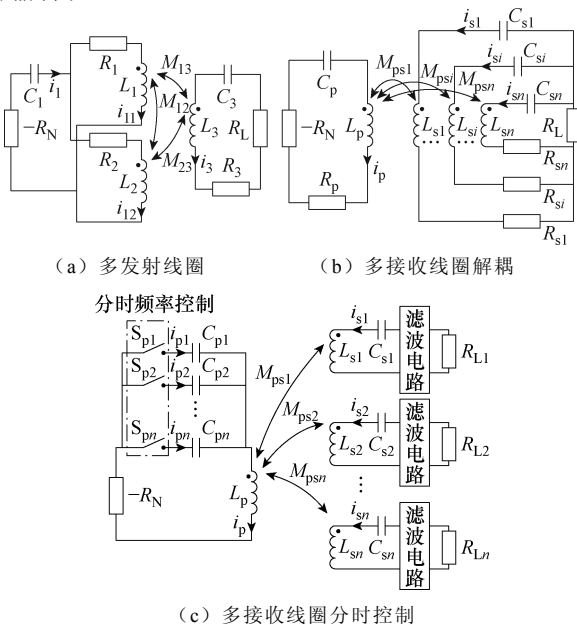 R1 M13
C1 i1 L1 C3
i11 M12
−RN L3 RL
R2 M23 i3 R3
L2
i12
(a) 多发射线圈
is1 Cs1
isi Csi
Cp Mps1 Mpsi Mpsn isn Csn
−RN Lp Ls1 Lsi Lsn RL
…… ……
Rsn
Rp ip Rsi
Rs1
(b) 多接收线圈解耦
分时频率控制
Sp1 ip1 Cp1
Sp2 ip2 Cp2
⋮
Spn ipn Cpn
−RN Lp
ip
Mps1
Mps2
Mpsn
is1
Ls1 Cs1 滤波电路 RL1
is2
Ls2 Cs2 滤波电路 RL2
⋮
isn
Lsn Csn 滤波电路 RLn
(c) 多接收线圈分时控制